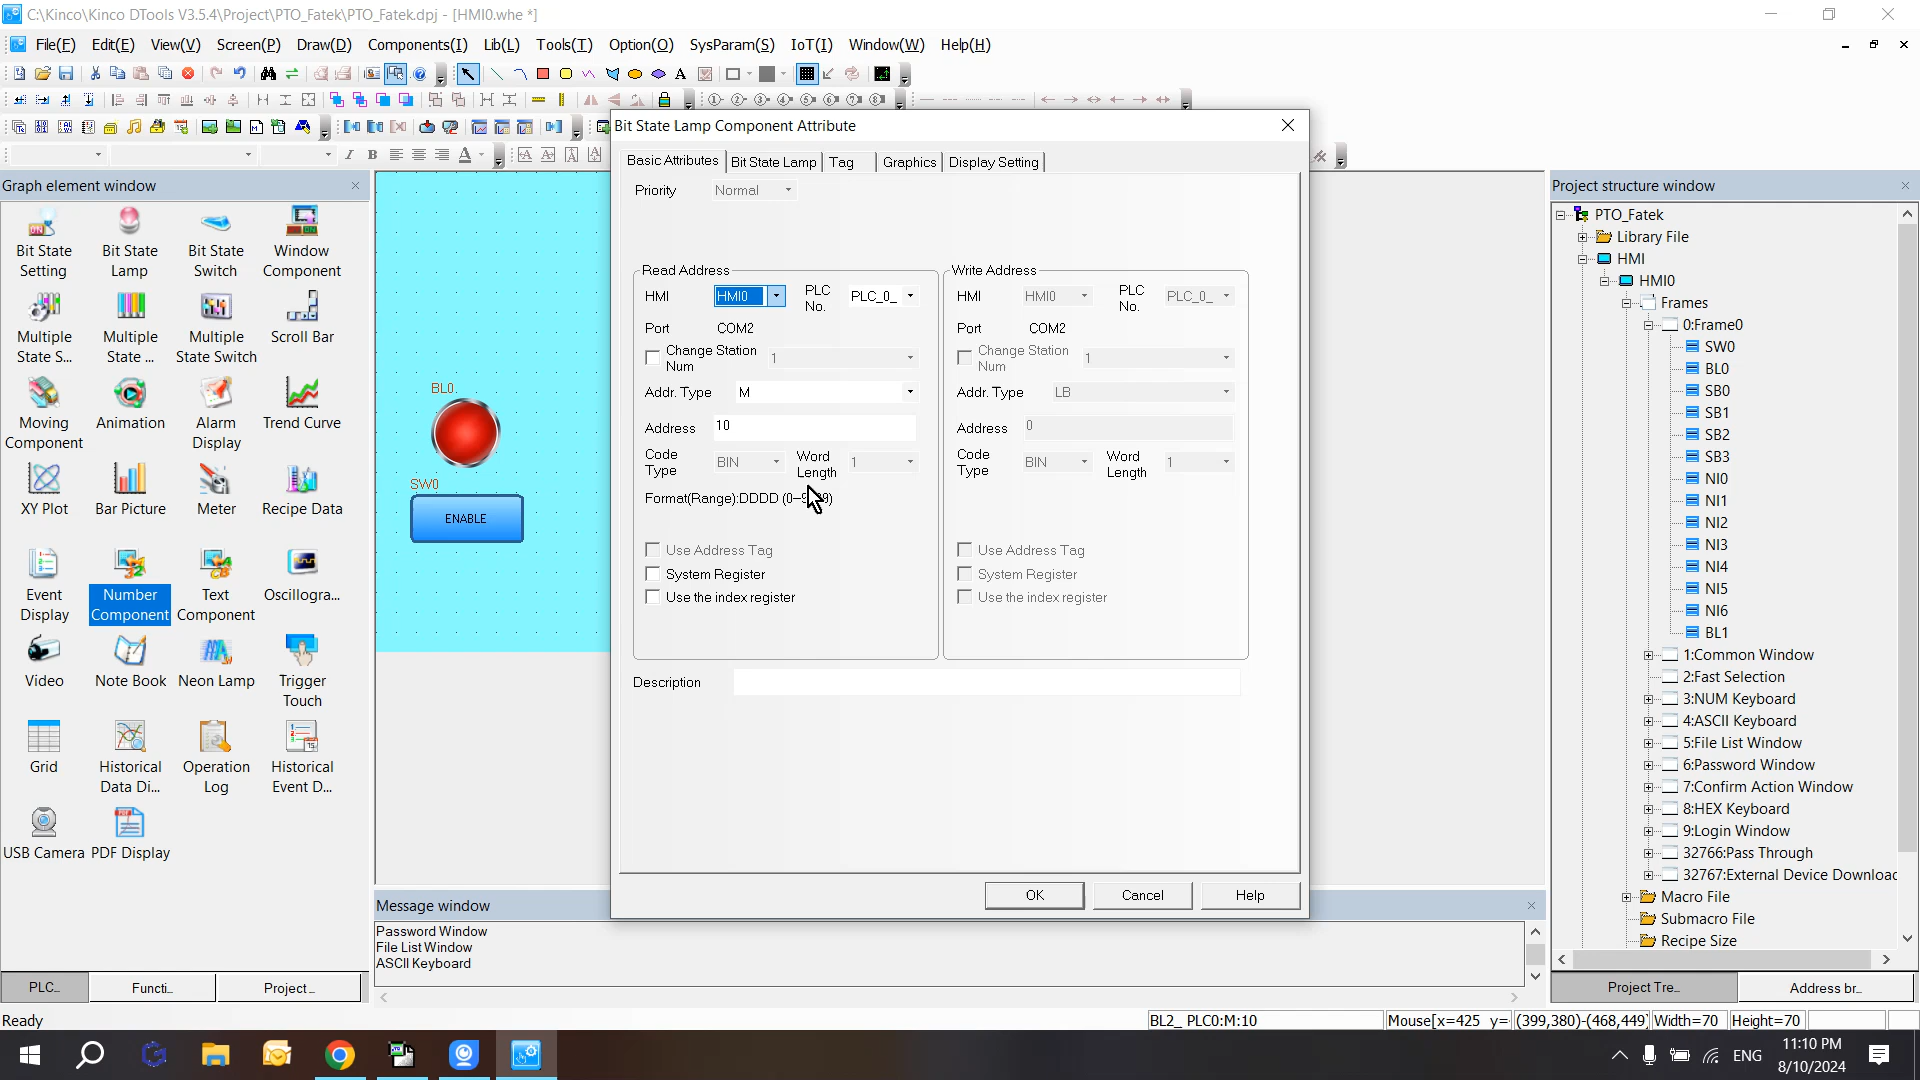 C:\Kinco\Kinco DTools V3.5.4\Project\PTO_Fatek\PTO_Fatek.dpj - [HMI0.whe *]
File(F) Edit(E) View(V) Screen(P) Draw(D) Components(I) Lib(L) Tools(T) Option(O) SysParam(S) IoT(I) Window(W) Help(H)
Graph element window
Bit State Setting
Bit State Lamp
Bit State Switch
Window Component
Multiple State S...
Multiple State ...
Multiple State Switch
Scroll Bar
Moving Component
Animation
Alarm Display
Trend Curve
XY Plot
Bar Picture
Meter
Recipe Data
Event Display
Number Component
Text Component
Oscillogra...
Video
Note Book
Neon Lamp
Trigger Touch
Grid
Historical Data Di...
Operation Log
Historical Event D...
USB Camera
PDF Display
PLC...
Functi...
Project...
BL0.
SW0
ENABLE
Bit State Lamp Component Attribute
Basic Attributes
Bit State Lamp
Tag
Graphics
Display Setting
Priority
Normal
Read Address
HMI
HMI0
PLC No.
PLC_0_
Port
COM2
Change Station Num
1
Addr. Type
M
Address
10
Code Type
BIN
Word Length
1
Format(Range):DDDD
Use Address Tag
System Register
Use the index register
Write Address
HMI
HMI0
PLC No.
PLC_0_
Port
COM2
Change Station Num
1
Addr. Type
LB
Address
0
Code Type
BIN
Word Length
1
Use Address Tag
System Register
Use the index register
Description
OK
Cancel
Help
Message window
Password Window
File List Window
ASCII Keyboard
Project structure window
PTO_Fatek
Library File
HMI
HMI0
Frames
0:Frame0
SW0
BL0
SB0
SB1
SB2
SB3
NI0
NI1
NI2
NI3
NI4
NI5
NI6
BL1
1:Common Window
2:Fast Selection
3:NUM Keyboard
4:ASCII Keyboard
5:File List Window
6:Password Window
7:Confirm Action Window
8:HEX Keyboard
9:Login Window
32766:Pass Through
32767:External Device Downloac
Macro File
Submacro File
Recipe Size
Project Tre...
Address br...
Ready
BL2_ PLC0:M:10
Mouse[x=425 y=
(399,380)-(468,449)
Width=70
Height=70
ENG
11:10 PM
8/10/2024